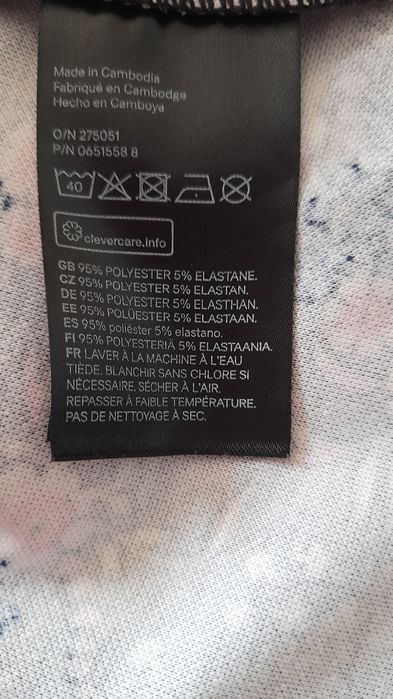 Made in Cambodia
Fabriqué en Cambodge
Hecho en Camboya
O/N 275051
P/N 0651558 8
40
clevercare.info
GB 95% POLYESTER 5% ELASTANE.
CZ 95% POLYESTER 5% ELASTAN.
DE 95% POLYESTER 5% ELASTHAN.
EE 95% POLÜESTER 5% ELASTAAN.
ES 95% poliéster 5% elastano.
FI 95% POLYESTERIÄ 5% ELASTAANIA.
FR LAVER À LA MACHINE À L'EAU
TIÈDE. BLANCHIR SANS CHLORE SI
NÉCESSAIRE. SÉCHER À L'AIR.
REPASSER À FAIBLE TEMPÉRATURE.
PAS DE NETTOYAGE À SEC.